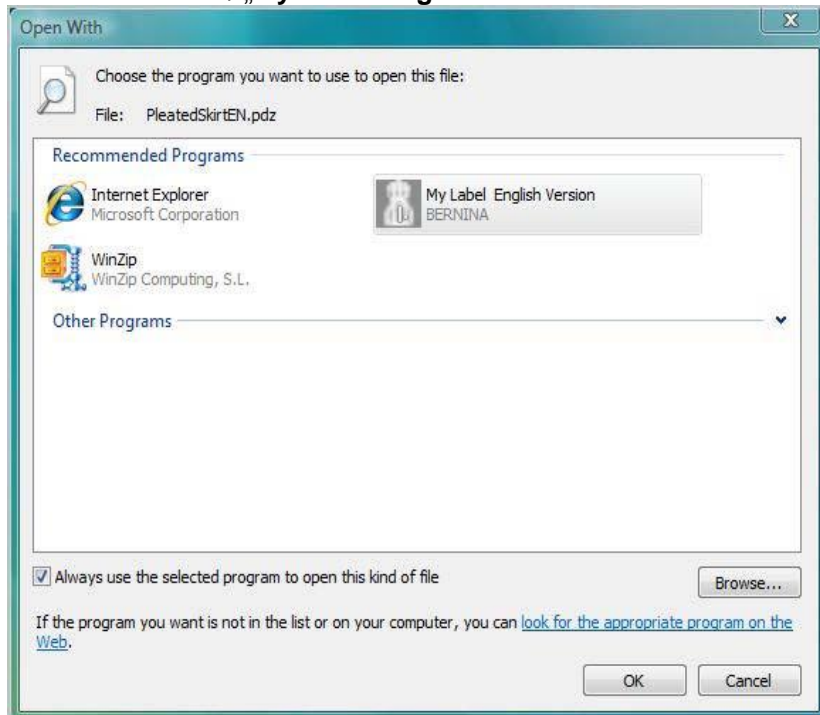 Open With
X
Choose the program you want to use to open this file:
File: PleatedSkirtEN.pdz
Recommended Programs
Internet Explorer
Microsoft Corporation
My Label English Version
BERNINA
WinZip
WinZip Computing, S.L.
Other Programs
Always use the selected program to open this kind of file
Browse...
If the program you want is not in the list or on your computer, you can look for the appropriate program on the
Web.
OK
Cancel